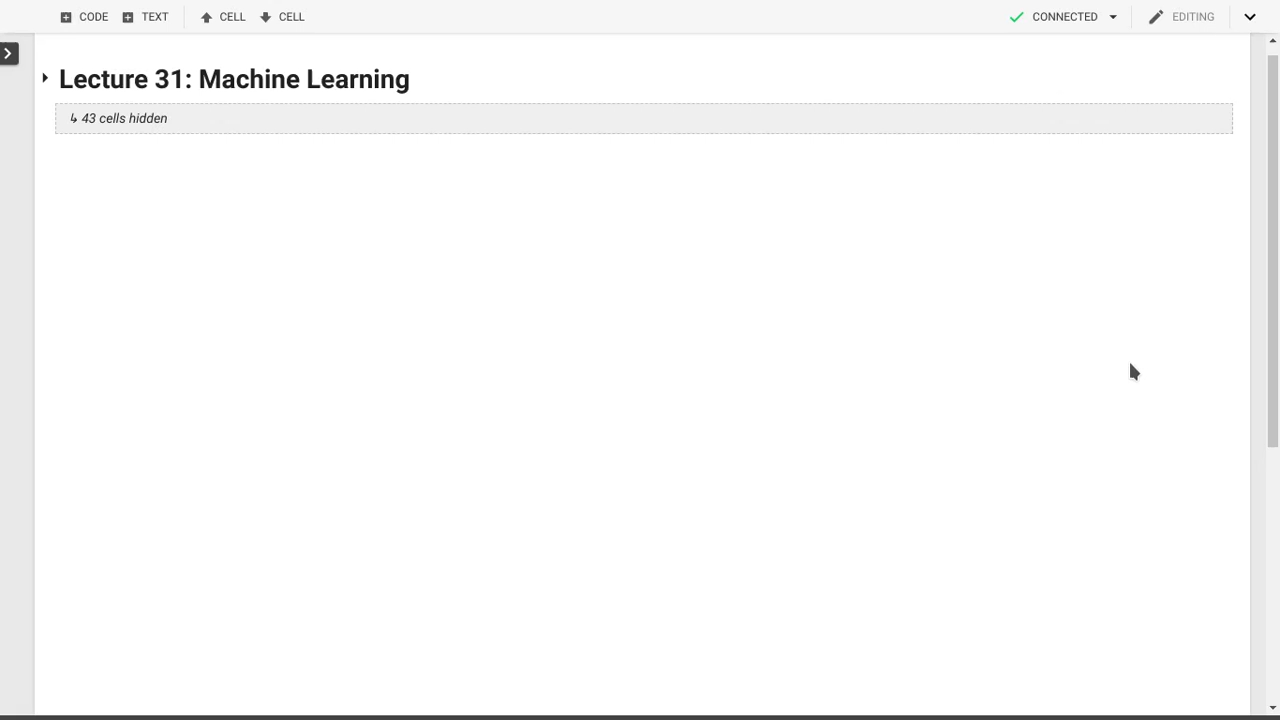 CODE TEXT CELL CELL CONNECTED EDITING
Lecture 31: Machine Learning
↳ 43 cells hidden